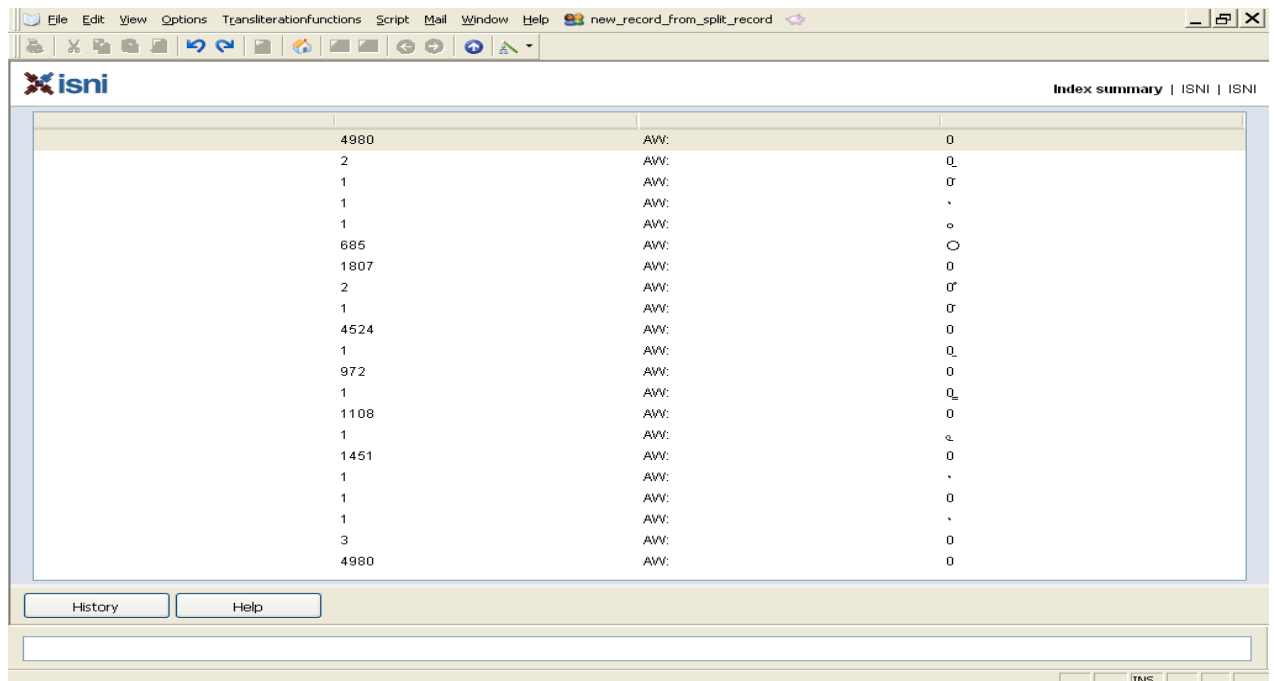 File Edit View Options Transliterationfunctions Script Mail Window Help new_record_from_split_record
isni
Index summary | ISNI | ISNI
4980 AW: 0
2 AW: 0̲
1 AW:
1 AW:
1 AW:
685 AW:
1807 AW: 0
2 AW: 0°
1 AW:
4524 AW: 0
1 AW: 0̲
972 AW: 0
1 AW: 0̳
1108 AW: 0
1 AW:
1451 AW: 0
1 AW:
1 AW: 0
1 AW:
3 AW: 0
4980 AW: 0
History Help
INS